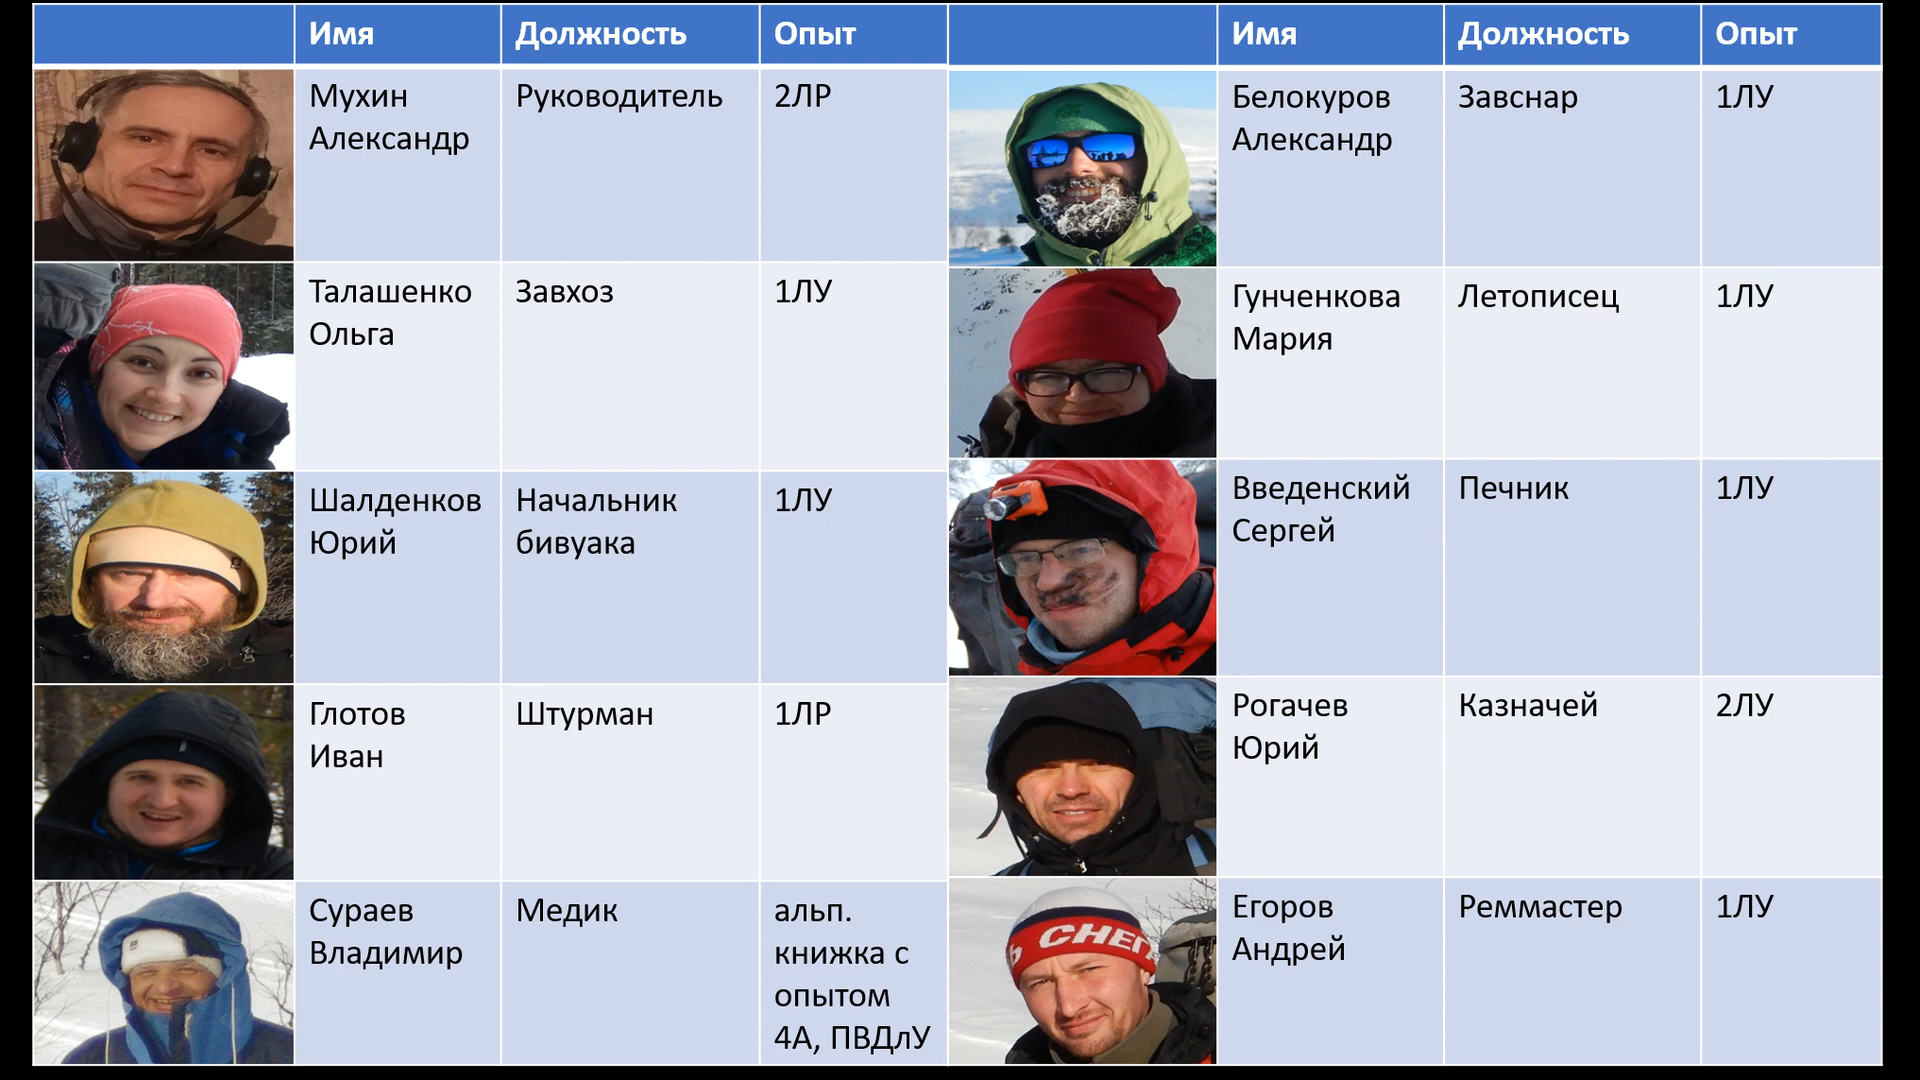 Имя Должность Опыт Имя Должность Опыт
Мухин Руководитель 2ЛР
Александр
Белокуров Завснар 1ЛУ
Александр
Талашенко Завхоз 1ЛУ
Ольга
Гунченкова Летописец 1ЛУ
Мария
Шалденков Начальник 1ЛУ
Юрий бивуака
Введенский Печник 1ЛУ
Сергей
Глотов Штурман 1ЛР
Иван
Рогачев Казначей 2ЛУ
Юрий
Сураев Медик альп.
Владимир книжка с
опытом
4А, ПВДлУ
Ь СНЕГ
Егоров Реммастер 1ЛУ
Андрей